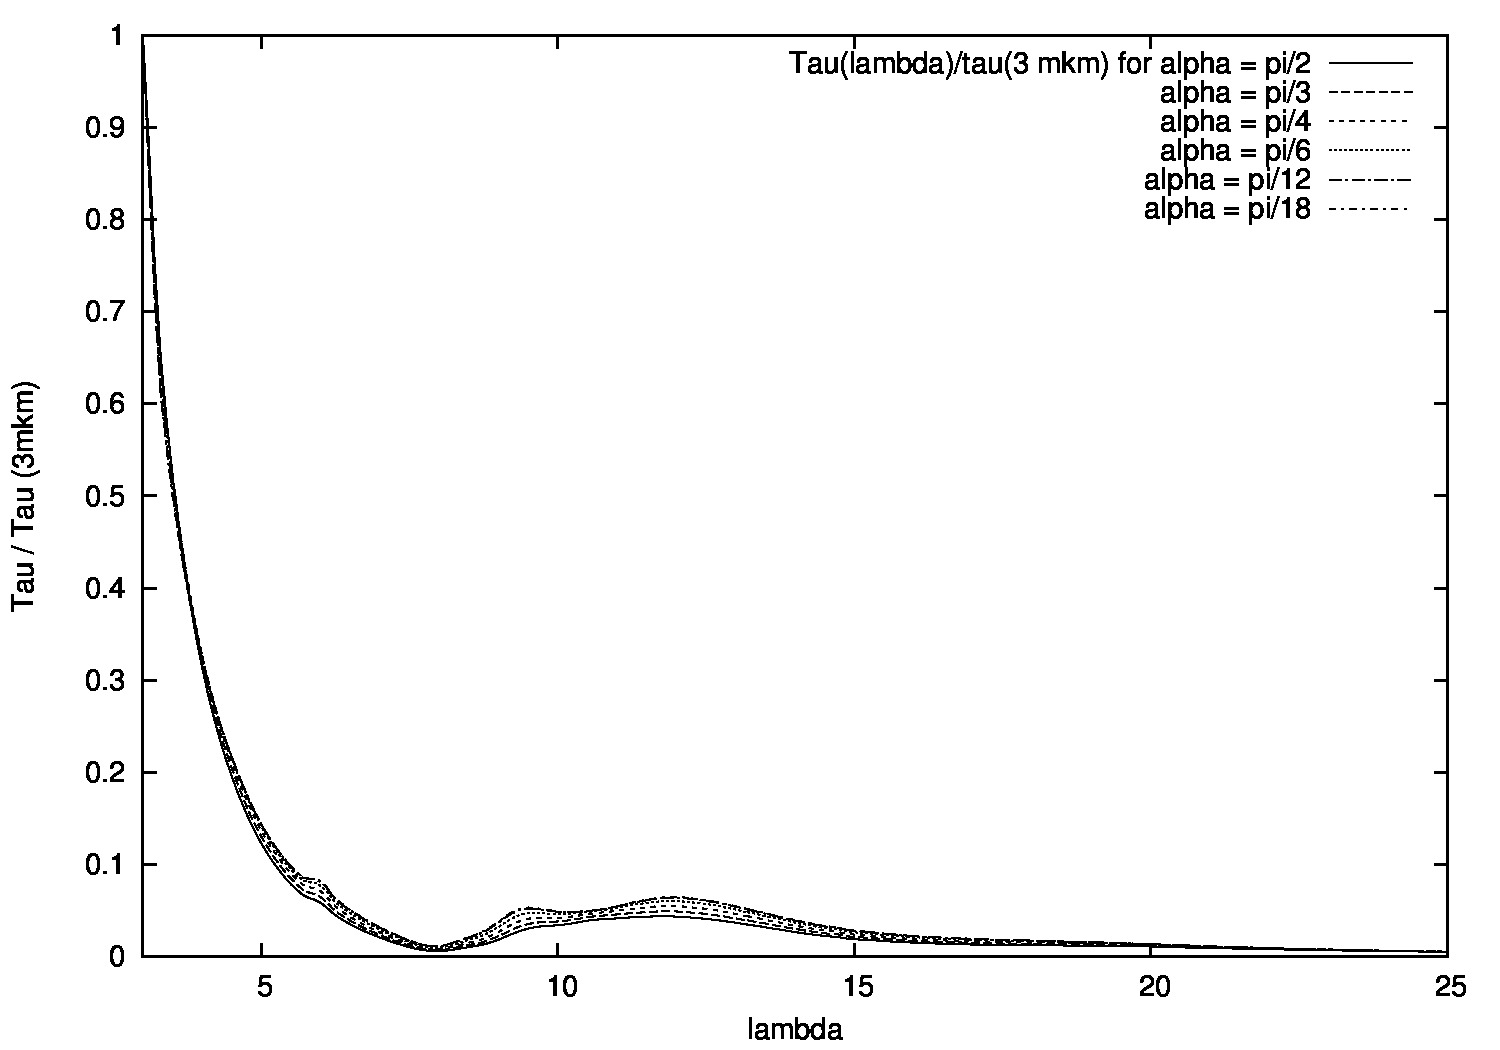 1
0.9
0.8
0.7
0.6
0.5
0.4
0.3
0.2
0.1
0
Tau / Tau (3mkm)
Tau(lambda)/tau(3 mkm) for alpha = pi/2
alpha = pi/3
alpha = pi/4
alpha = pi/6
alpha = pi/12
alpha = pi/18
5 10 15 20 25
lambda